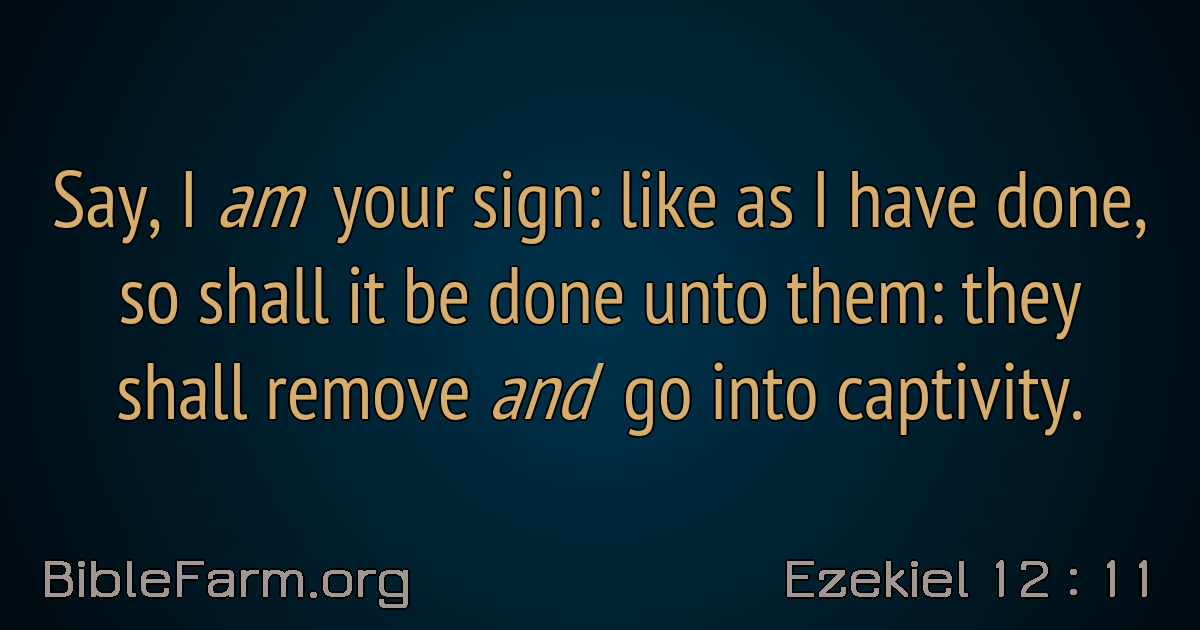 Say, I am your sign: like as I have done,
so shall it be done unto them: they
shall remove and go into captivity.
BibleFarm.org
Ezekiel 12 : 11